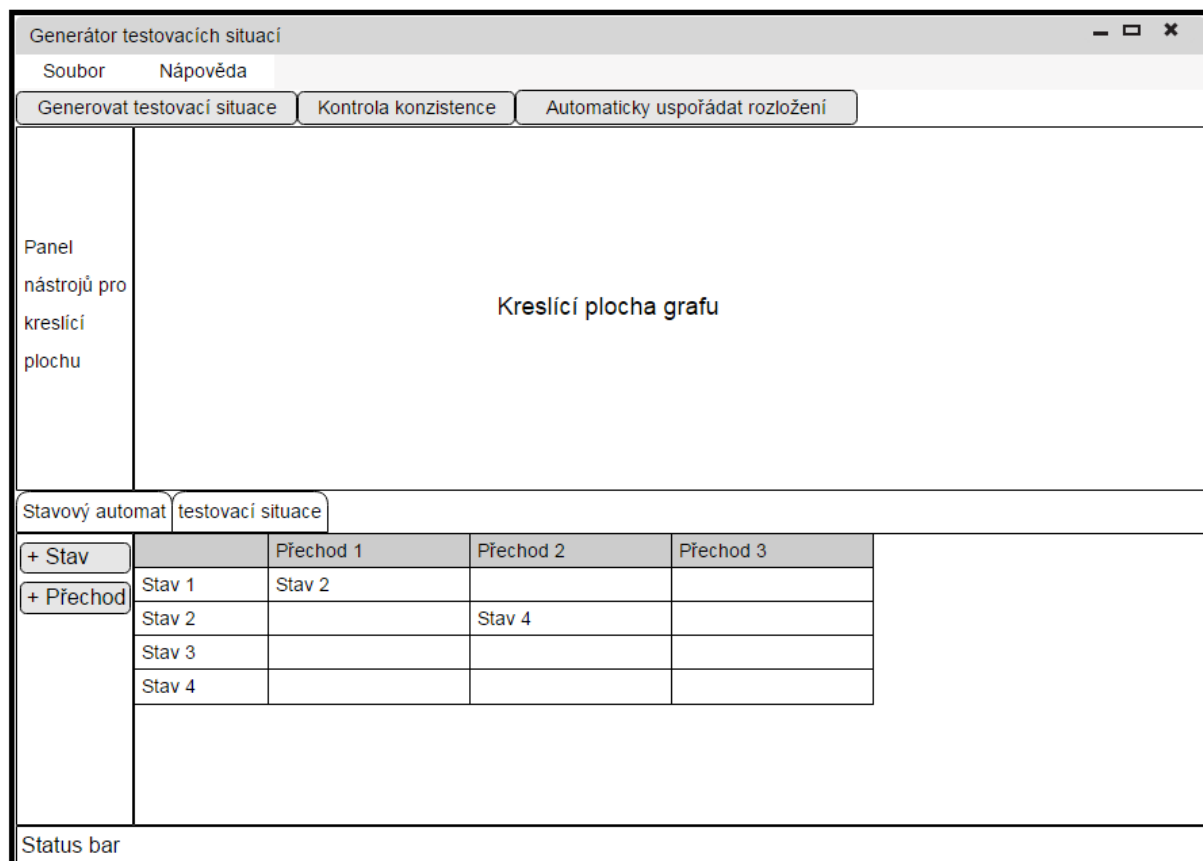 Generátor testovacích situací
Soubor Nápověda
Generovat testovací situace Kontrola konzistence Automaticky uspořádat rozložení
Panel
nástrojů pro
kreslící
plochu
Kreslící plocha grafu
Stavový automat testovací situace
+ Stav
+ Přechod
Přechod 1 Přechod 2 Přechod 3
Stav 1 Stav 2
Stav 2 Stav 4
Stav 3
Stav 4
Status bar